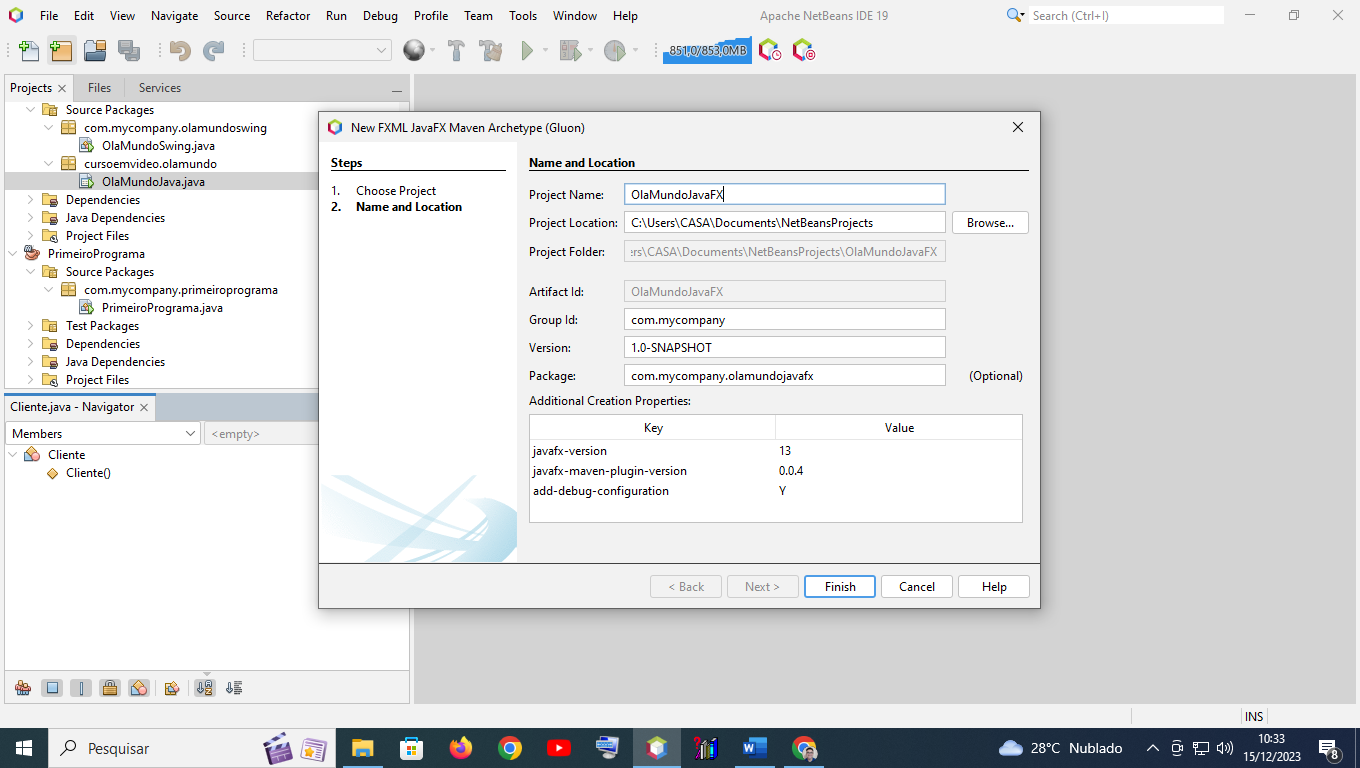 File Edit View Navigate Source Refactor Run Debug Profile Team Tools Window Help
Apache NetBeans IDE 19
Search (Ctrl+I)
851,0/853,0MB
Projects Files Services
Source Packages
com.mycompany.olamundoswing
OlaMundoSwing.java
cursoemvideo.olamundo
OlaMundoJava.java
Dependencies
Java Dependencies
Project Files
PrimeiroPrograma
Source Packages
com.mycompany.primeiroprograma
PrimeiroPrograma.java
Test Packages
Dependencies
Java Dependencies
Project Files
Cliente.java - Navigator
Members
<empty>
Cliente
Cliente()
New FXML JavaFX Maven Archetype (Gluon)
Steps
1. Choose Project
2. Name and Location
Name and Location
Project Name: OlaMundoJavaFX
Project Location: C:\Users\CASA\Documents\NetBeansProjects Browse...
Project Folder: ers\CASA\Documents\NetBeansProjects\OlaMundoJavaFX
Artifact Id: OlaMundoJavaFX
Group Id: com.mycompany
Version: 1.0-SNAPSHOT
Package: com.mycompany.olamundojavafx (Optional)
Additional Creation Properties:
Key Value
javafx-version 13
javafx-maven-plugin-version 0.0.4
add-debug-configuration Y
< Back Next > Finish Cancel Help
INS
Pesquisar
28°C Nublado
10:33
15/12/2023
8